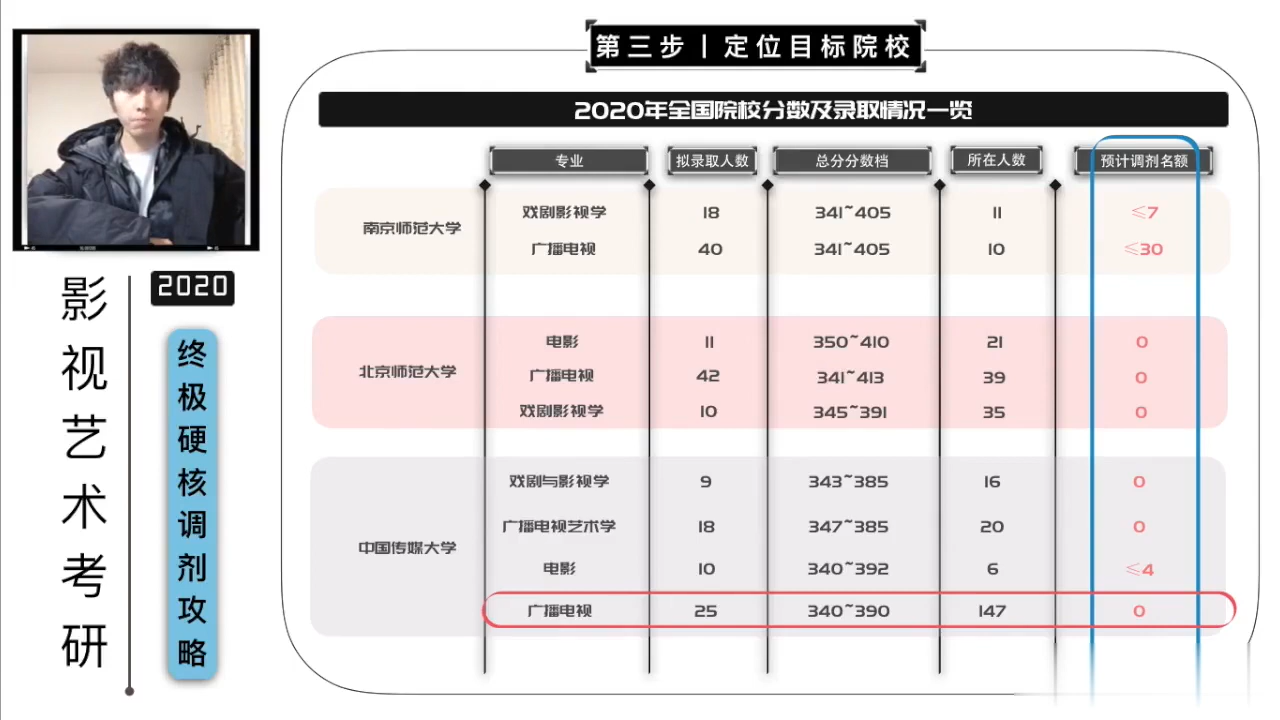 第三步丨定位目标院校
2020年全国院校分数及录取情况一览
专业 拟录取人数 总分分数档 所在人数 预计调剂名额
南京师范大学
戏剧影视学 18 341~405 11 ≤7
广播电视 40 341~405 10 ≤30
北京师范大学
电影 11 350~410 21 0
广播电视 42 341~413 39 0
戏剧影视学 10 345~391 35 0
中国传媒大学
戏剧与影视学 9 343~385 16 0
广播电视艺术学 18 347~385 20 0
电影 10 340~392 6 ≤4
广播电视 25 340~390 147 0
影视艺术考研
2020
终极硬核调剂攻略